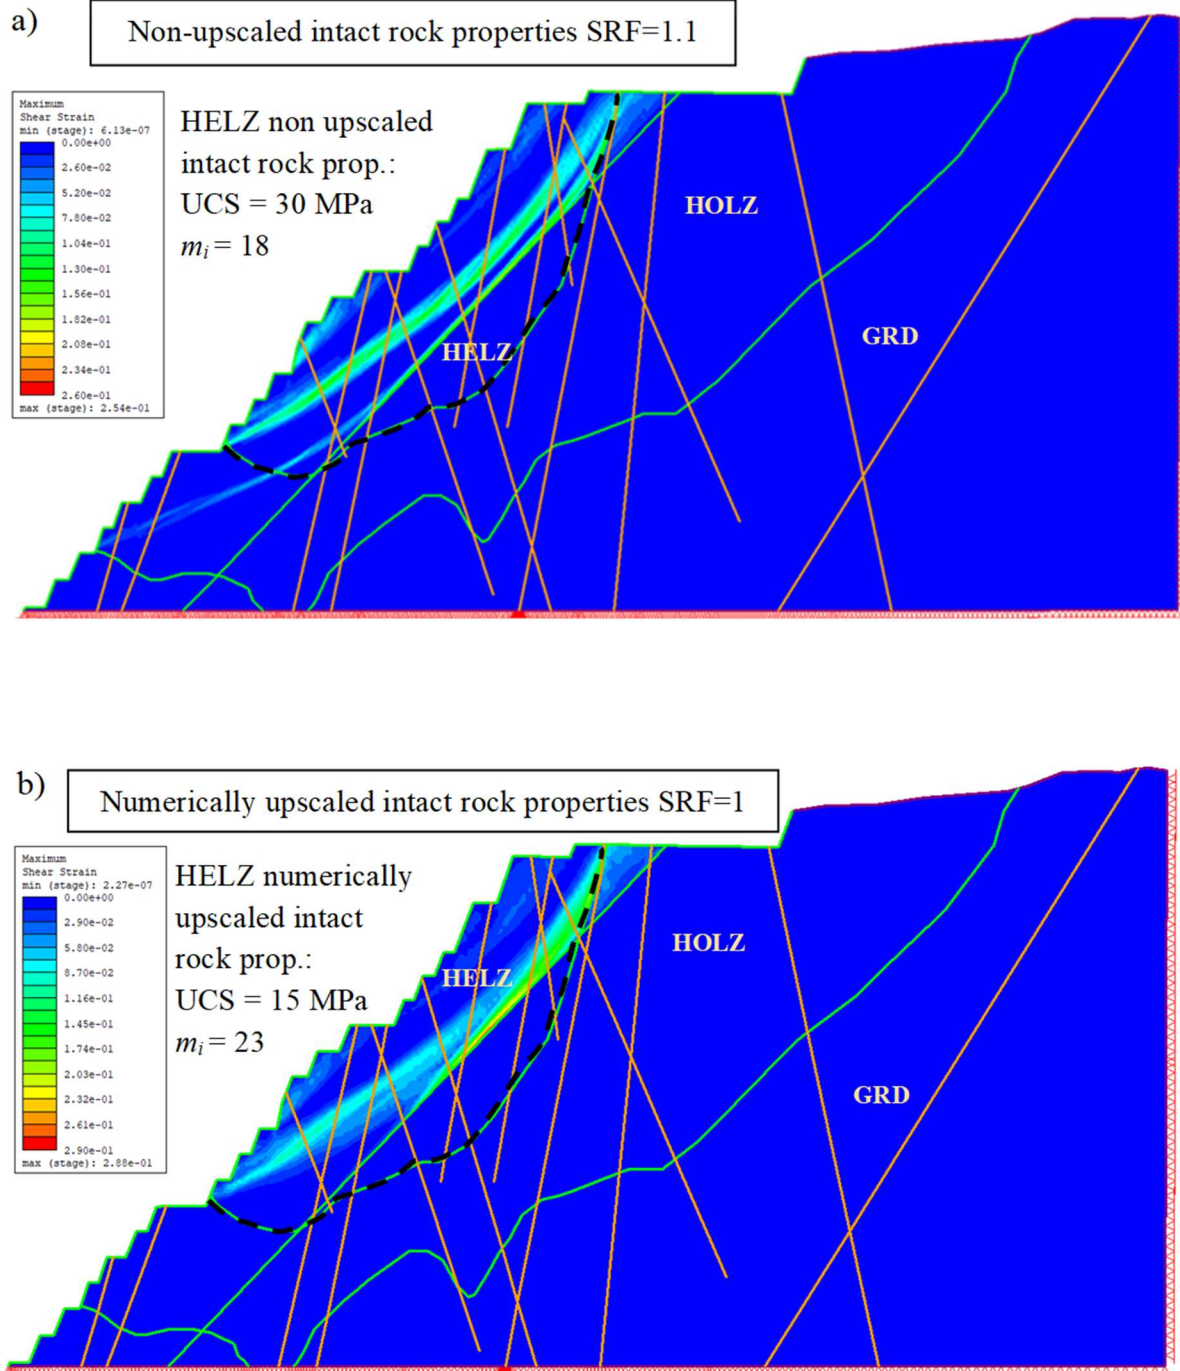 a)
Non-upscaled intact rock properties SRF=1.1
Maximum
Shear Strain
min (stage): 6.13e-07
0.00e+00
2.60e-02
5.20e-02
7.80e-02
1.04e-01
1.30e-01
1.56e-01
1.82e-01
2.08e-01
2.34e-01
2.60e-01
max (stage): 2.54e-01
HELZ non upscaled
intact rock prop.:
UCS = 30 MPa
mi = 18
HOLZ
HELZ
GRD
b)
Numerically upscaled intact rock properties SRF=1
Maximum
Shear Strain
min (stage): 2.27e-07
0.00e+00
2.90e-02
5.80e-02
8.70e-02
1.16e-01
1.45e-01
1.74e-01
2.03e-01
2.32e-01
2.61e-01
2.90e-01
max (stage): 2.88e-01
HELZ numerically
upscaled intact
rock prop.:
UCS = 15 MPa
mi = 23
HELZ
HOLZ
GRD